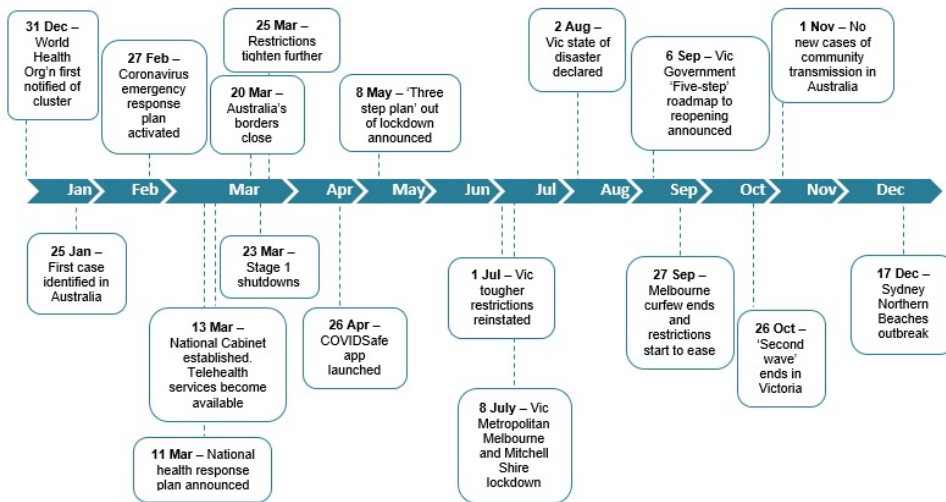 31 Dec –
World
Health
Org'n first
notified of
cluster
27 Feb –
Coronavirus
emergency
response
plan
activated
25 Mar –
Restrictions
tighten further
20 Mar –
Australia's
borders
close
8 May – 'Three
step plan' out
of lockdown
announced
2 Aug –
Vic state of
disaster
declared
6 Sep – Vic
Government
'Five-step'
roadmap to
reopening
announced
1 Nov – No
new cases of
community
transmission in
Australia
Jan Feb Mar Apr May Jun Jul Aug Sep Oct Nov Dec
25 Jan –
First case
identified in
Australia
23 Mar –
Stage 1
shutdowns
13 Mar –
National Cabinet
established.
Telehealth
services become
available
11 Mar – National
health response
plan announced
26 Apr –
COVIDSafe
app
launched
1 Jul – Vic
tougher
restrictions
reinstated
8 July – Vic
Metropolitan
Melbourne
and Mitchell
Shire
lockdown
27 Sep –
Melbourne
curfew ends
and
restrictions
start to ease
26 Oct –
'Second
wave'
ends in
Victoria
17 Dec –
Sydney
Northern
Beaches
outbreak